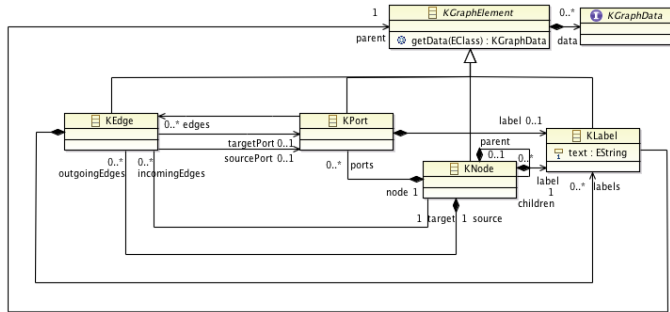 1
KGraphElement
0..*
KGraphData
parent
getData(EClass) : KGraphData
data
KEdge
0..* edges
KPort
label 0..1
KLabel
targetPort 0..1
sourcePort 0..1
parent
text : EString
0..*
outgoingEdges
0..*
incomingEdges
0..* ports
0..1
0..*
KNode
label
1
0..* labels
node 1
children
1 target
1 source